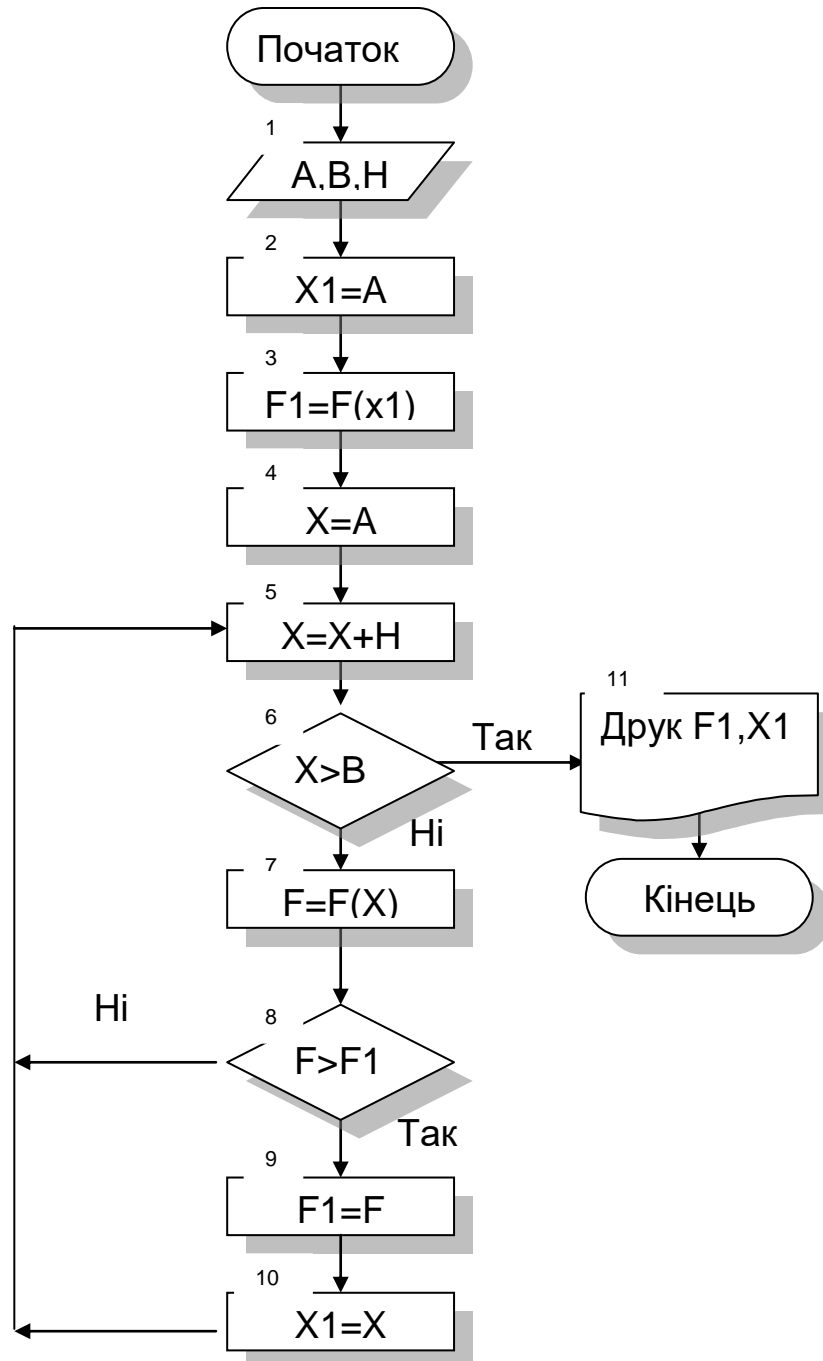 Початок
1
A,B,H
2
X1=A
3
F1=F(x1)
4
X=A
5
X=X+H
6
X>B
Так
11
Друк F1,X1
Ні
Кінець
7
F=F(X)
Ні
8
F>F1
Так
9
F1=F
10
X1=X